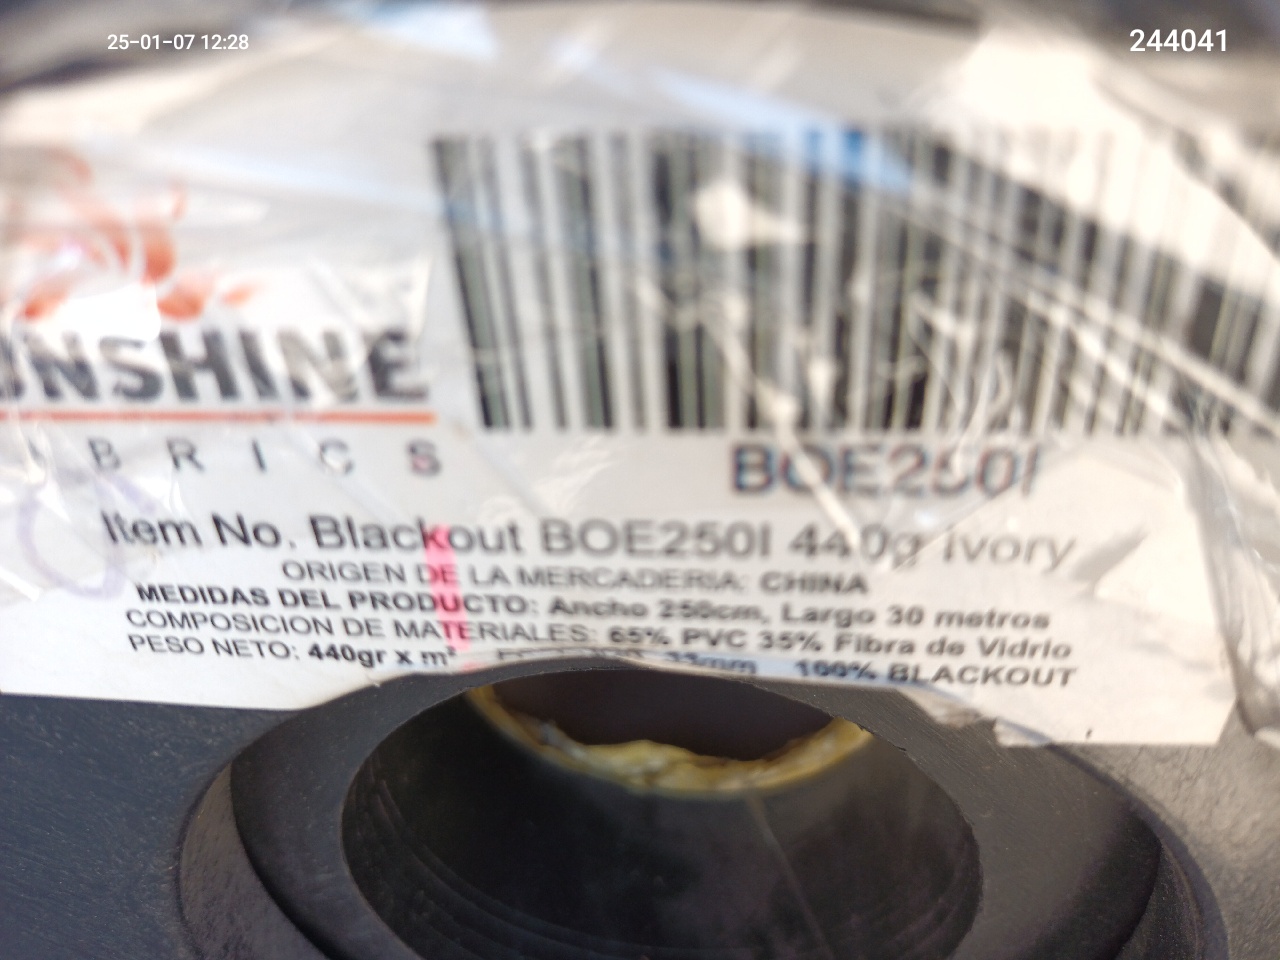 25-01-07 12:28
244041
UNSHINE
BRICS
BOE250I
Item No. Blackout BOE250I 440g Ivory
ORIGEN DE LA MERCADERIA: CHINA
MEDIDAS DEL PRODUCTO: Ancho 250cm, Largo 30 metros
COMPOSICION DE MATERIALES: 65% PVC 35% Fibra de Vidrio
PESO NETO: 440gr x m² 100% BLACKOUT